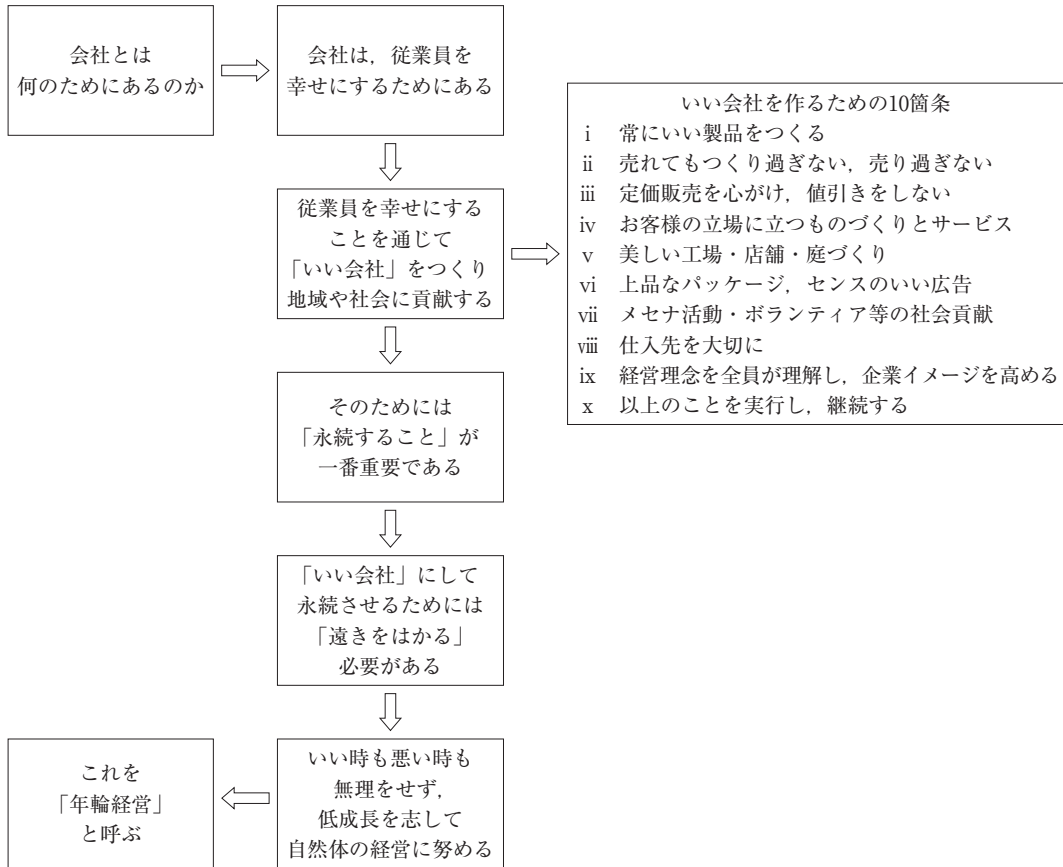 会社とは
何のためにあるのか
会社は，従業員を
幸せにするためにある
従業員を幸せにする
ことを通じて
「いい会社」をつくり
地域や社会に貢献する
いい会社を作るための10箇条
ⅰ 常にいい製品をつくる
ⅱ 売れてもつくり過ぎない，売り過ぎない
ⅲ 定価販売を心がけ，値引きをしない
ⅳ お客様の立場に立つものづくりとサービス
ⅴ 美しい工場・店舗・庭づくり
ⅵ 上品なパッケージ，センスのいい広告
ⅶ メセナ活動・ボランティア等の社会貢献
ⅷ 仕入先を大切に
ⅸ 経営理念を全員が理解し，企業イメージを高める
ⅹ 以上のことを実行し，継続する
そのためには
「永続すること」が
一番重要である
「いい会社」にして
永続させるためには
「遠きをはかる」
必要がある
いい時も悪い時も
無理をせず，
低成長を志して
自然体の経営に努める
これを
「年輪経営」
と呼ぶ